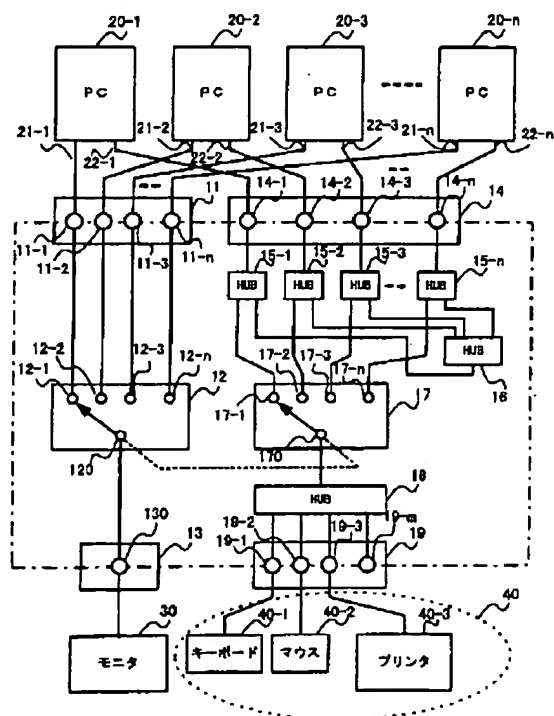 20-1 20-2 20-3 20-n
PC PC PC PC
21-1 22-1 21-2 22-2 21-3 22-3 21-n 22-n
11 14-1 14-2 14-3 14-n 14
11-1 11-2 11-3 11-n
15-1 15-2 15-3 15-n
HUB HUB HUB HUB
HUB
16
12-1 12-2 12-3 12-n 12
17-1 17-2 17-3 17-n 17
120 170
HUB 18
19-1 19-2 19-3 19-m 19
130 13
30 40-1 40-2 40-3 40
モニタ キーボード マウス プリンタ